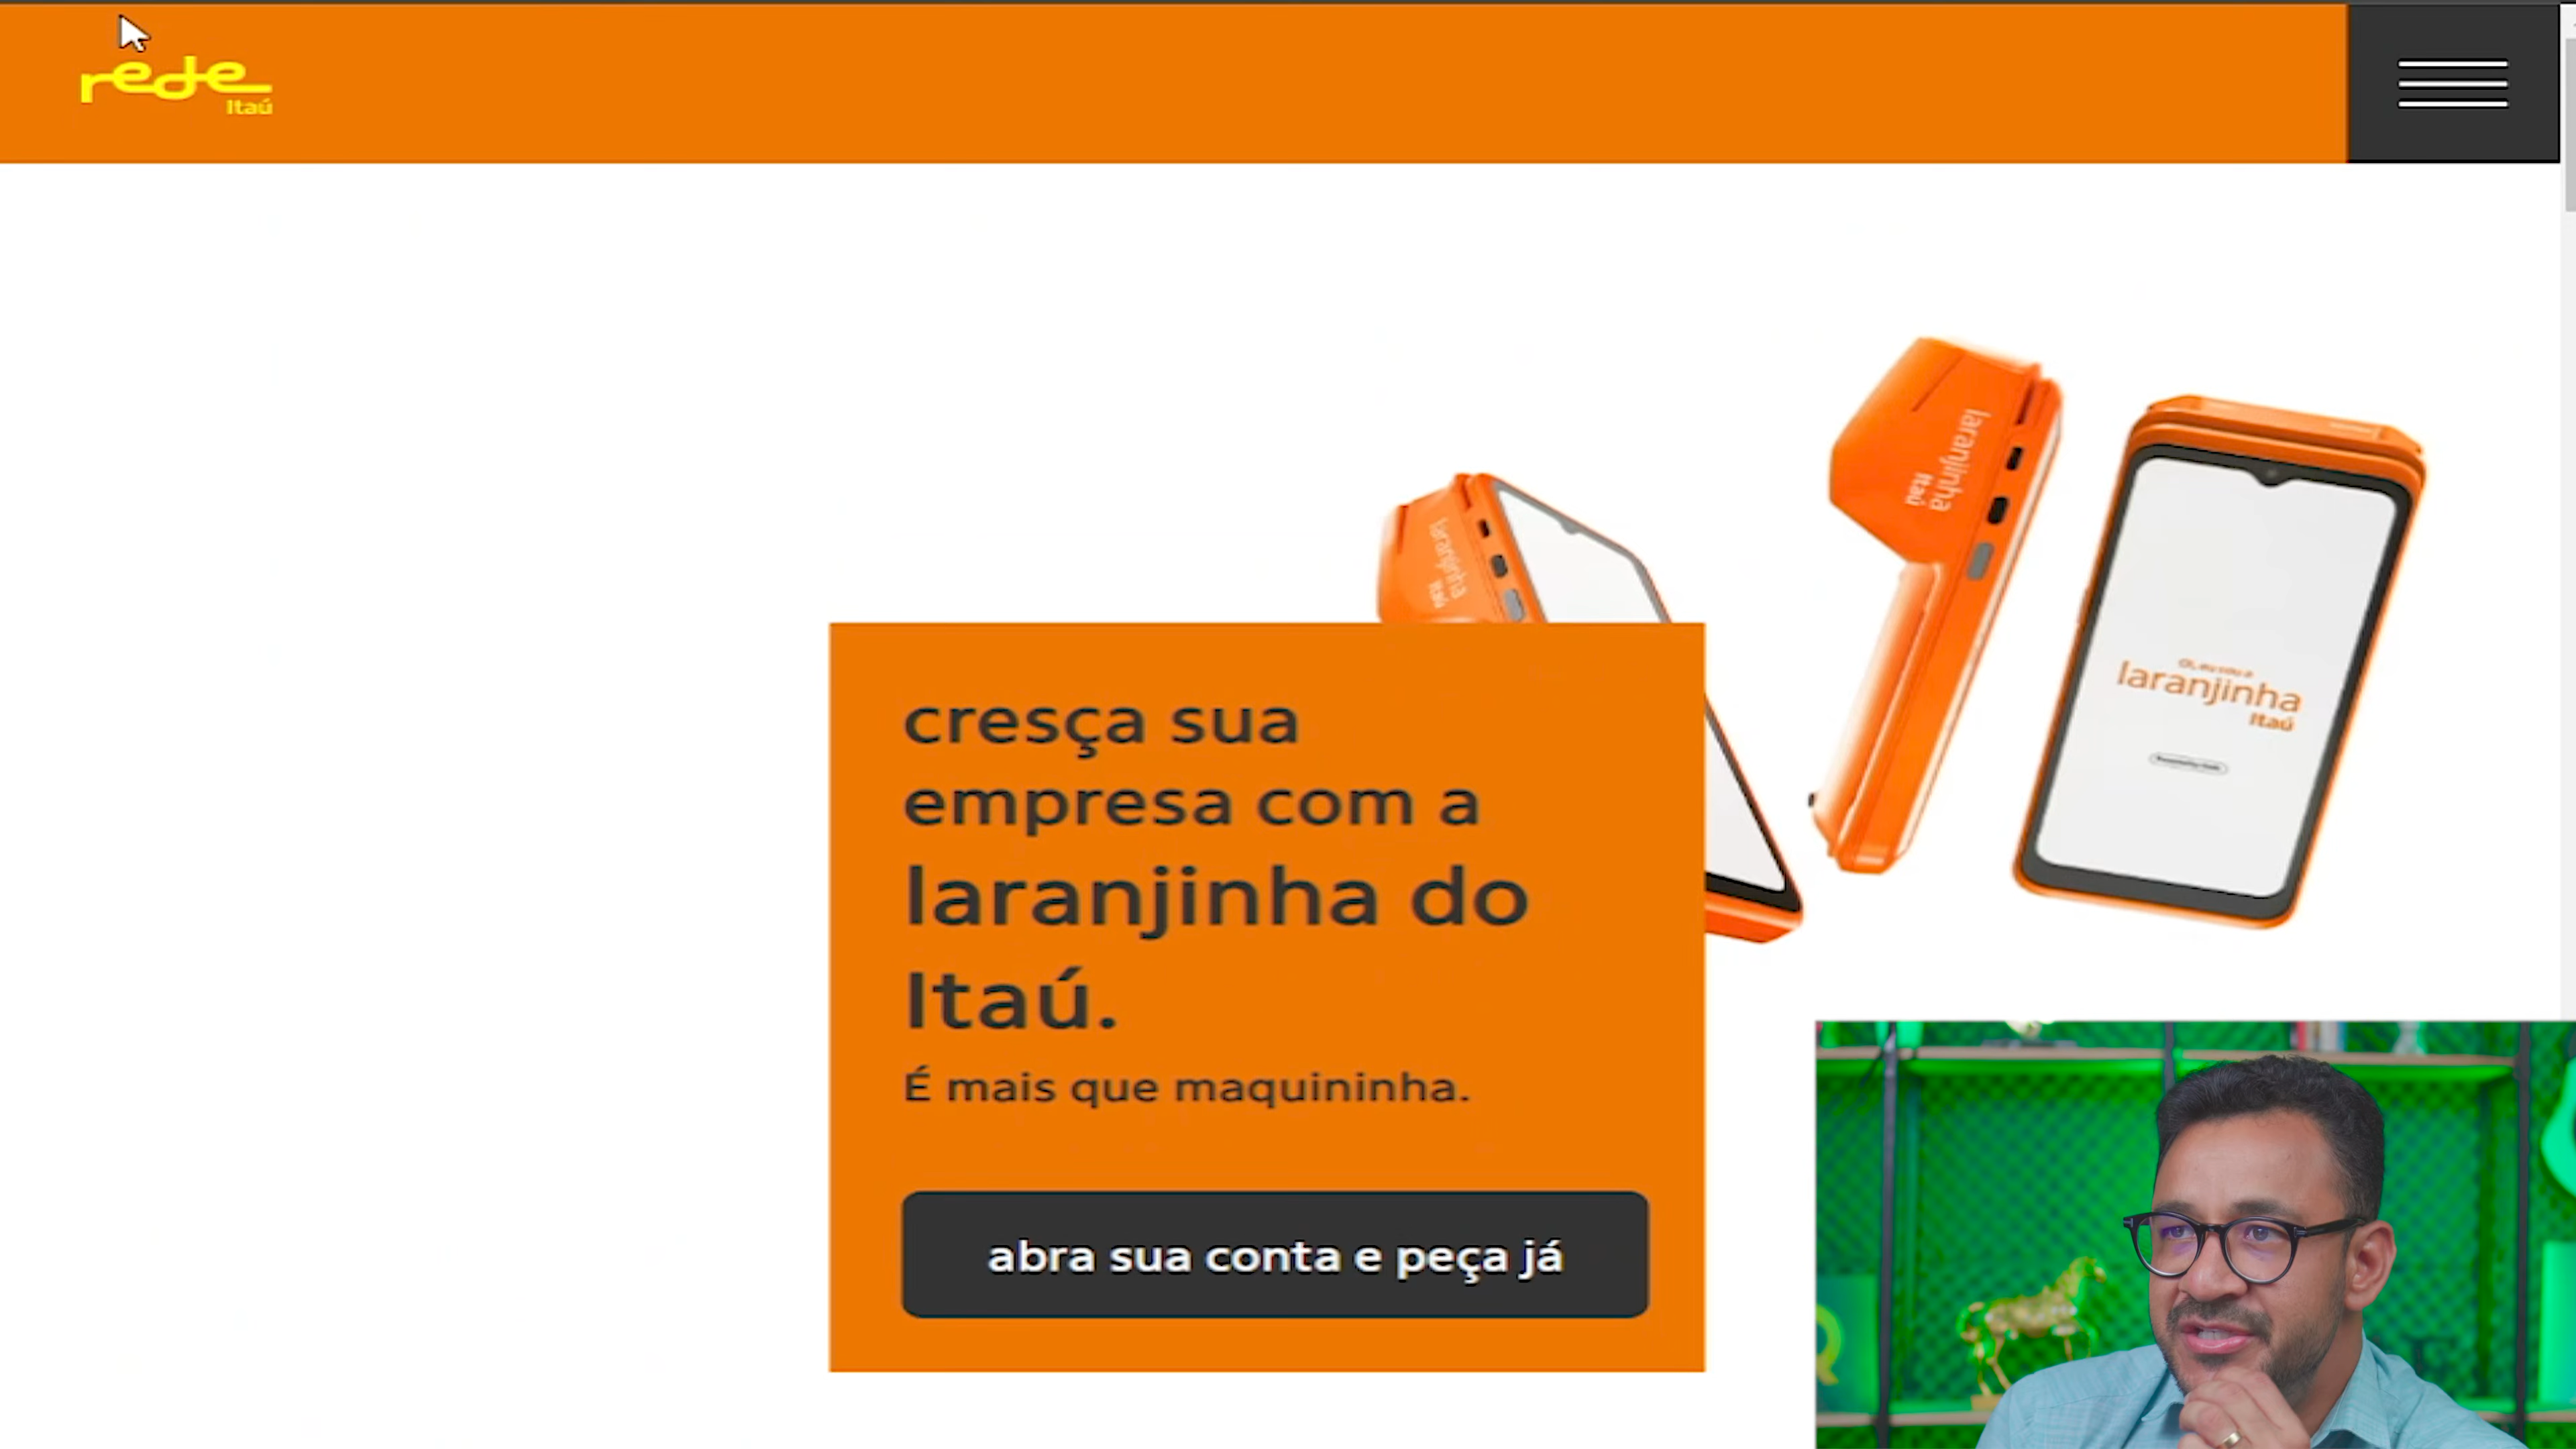 rede
Itaú
laranjinha
Itaú
laranjinha
Itaú
laranjinha
Itaú
cresça sua
empresa com a
laranjinha do
Itaú.
É mais que maquininha.
abra sua conta e peça já